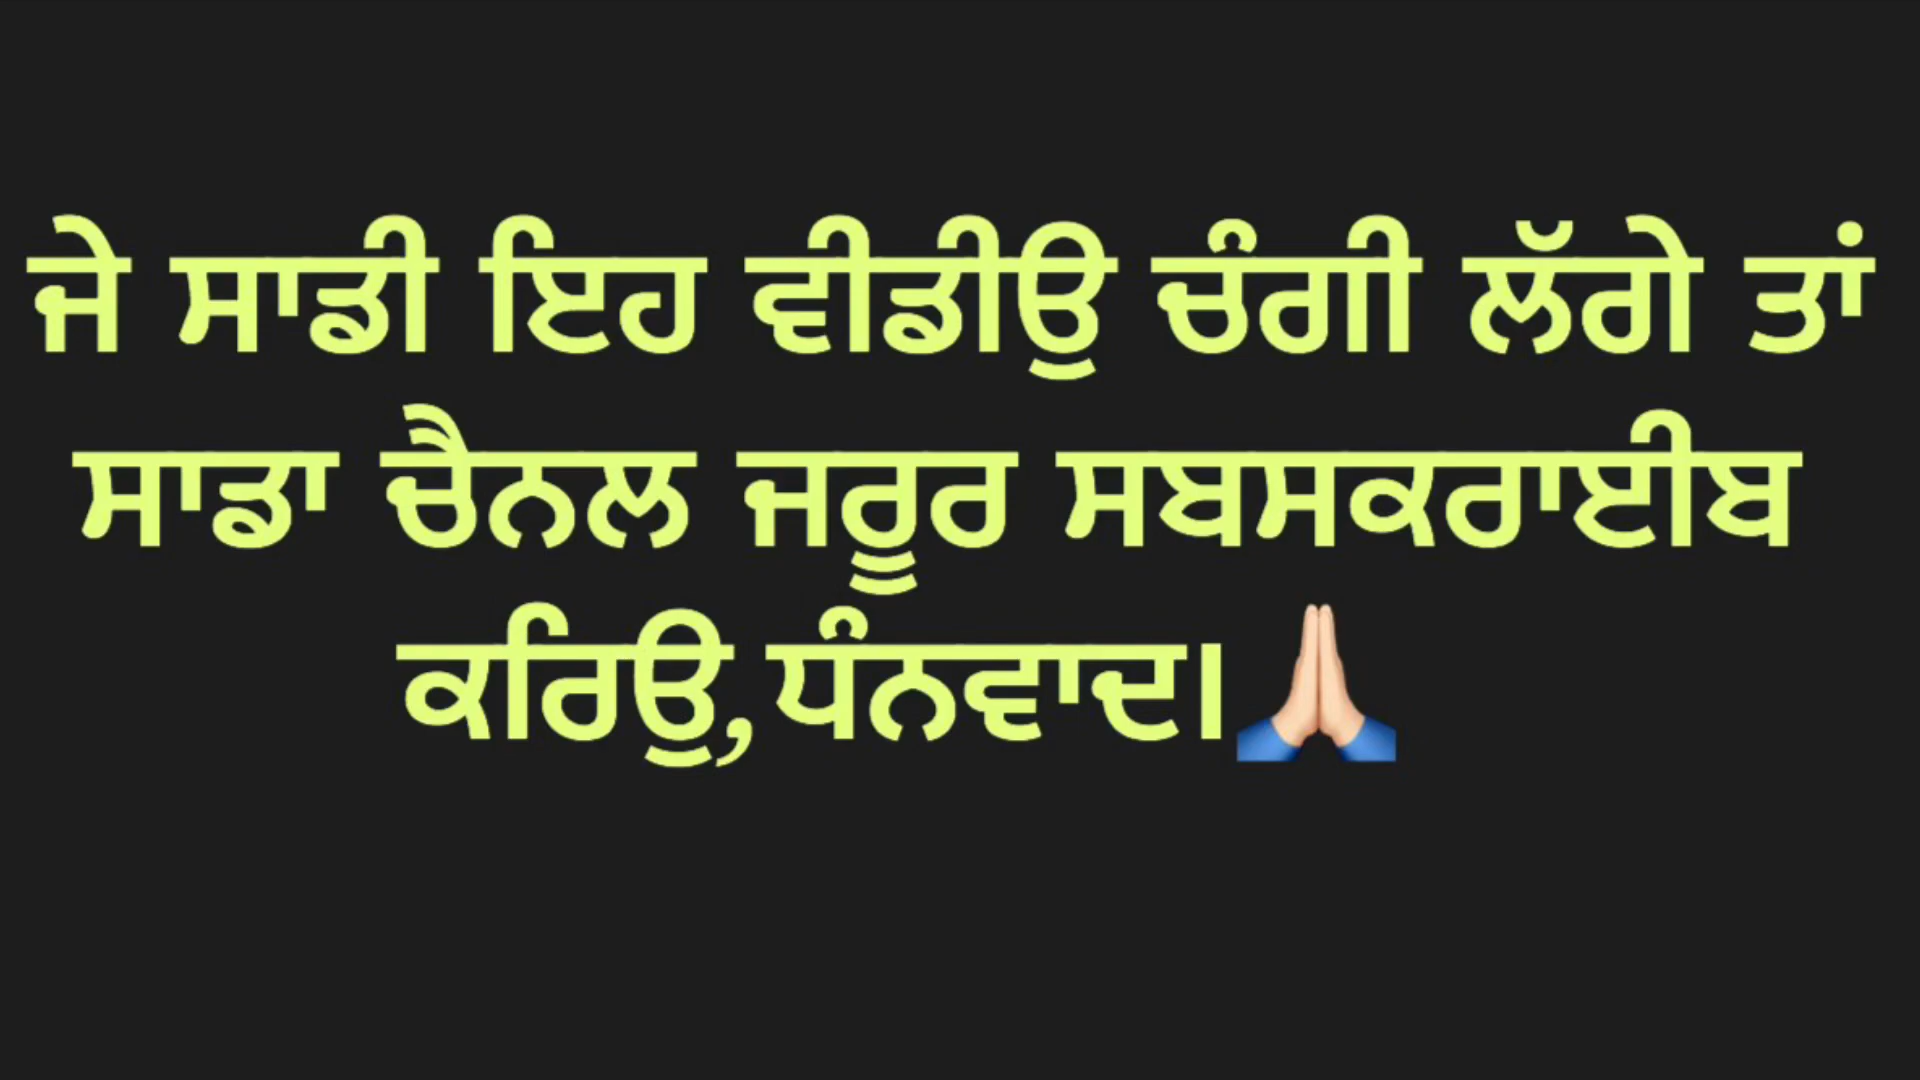 ਜੇ ਸਾਡੀ ਇਹ ਵੀਡੀਉ ਚੰਗੀ ਲੱਗੇ ਤਾਂ
ਸਾਡਾ ਚੈਨਲ ਜਰੂਰ ਸਬਸਕਰਾਈਬ
ਕਰਿਉ,ਧੰਨਵਾਦ।🙏🏻